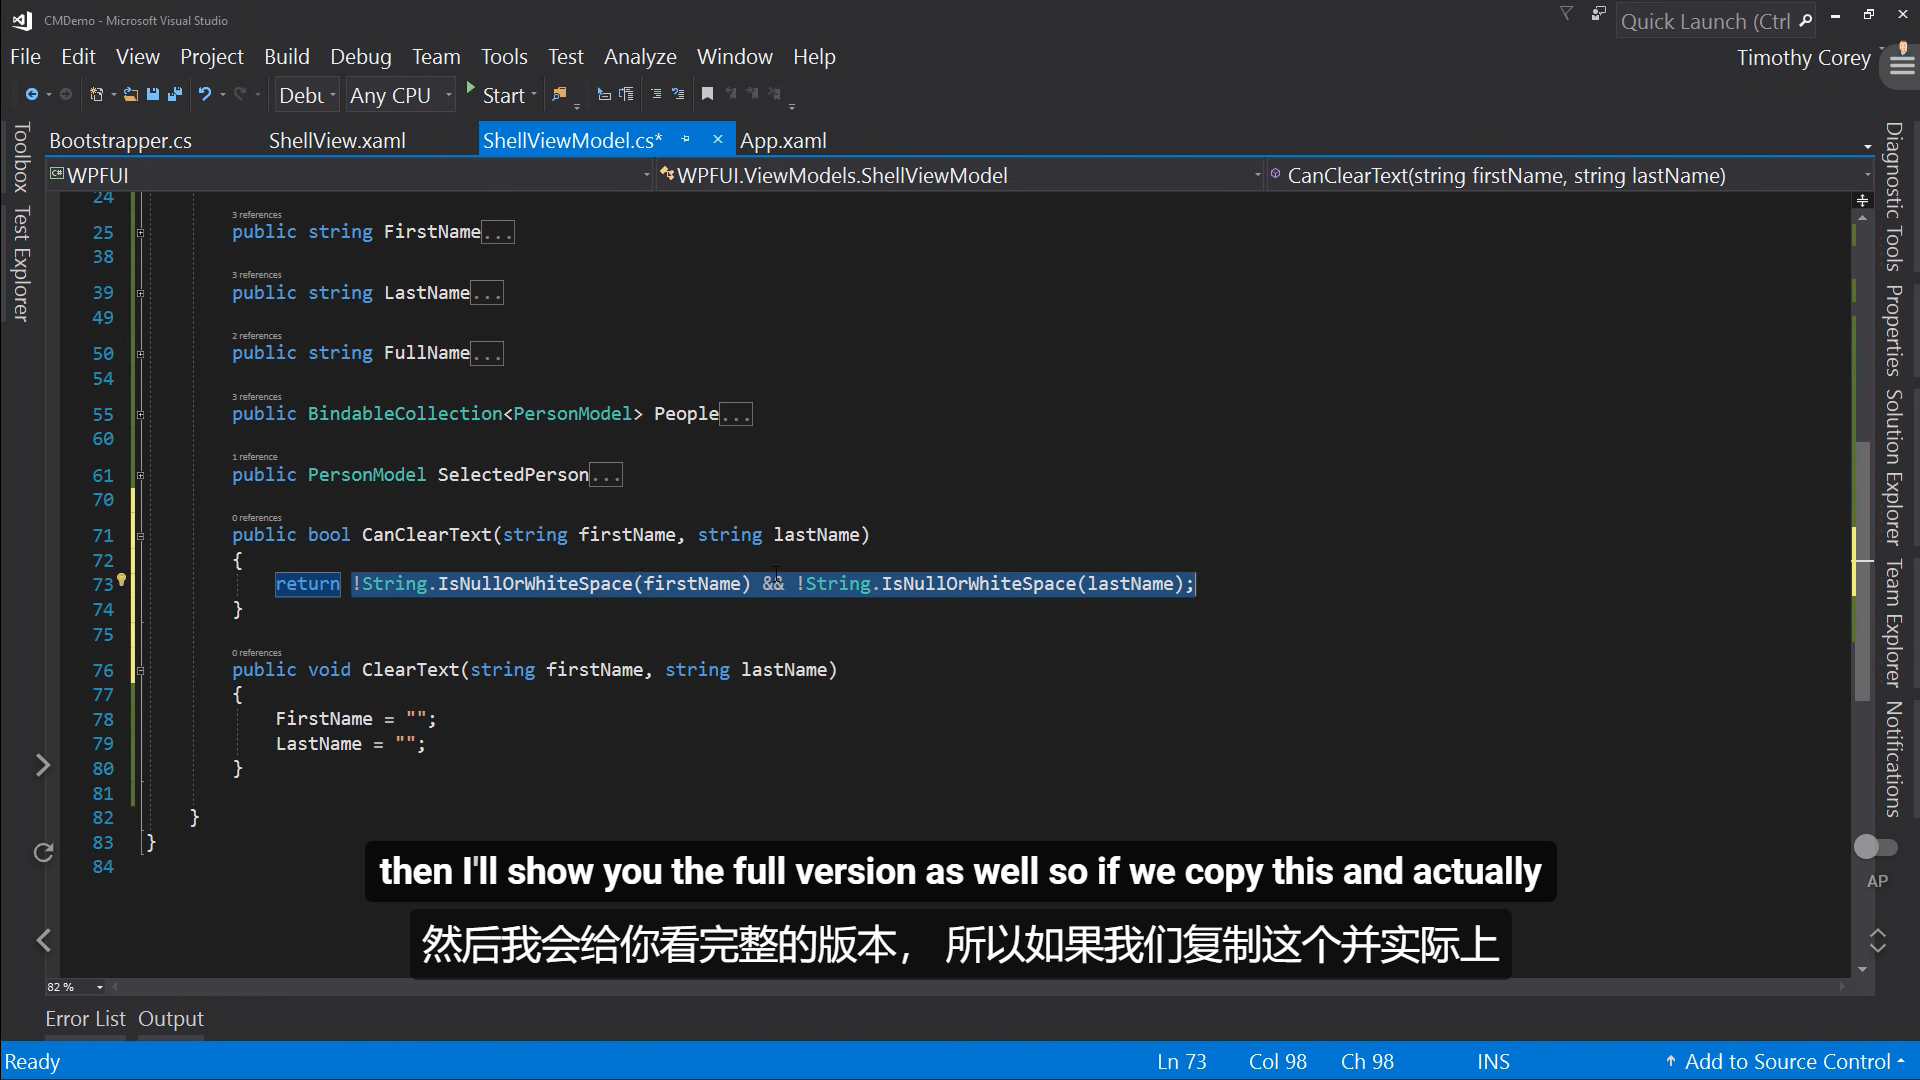 CMDemo - Microsoft Visual Studio
Quick Launch (Ctrl
File Edit View Project Build Debug Team Tools Test Analyze Window Help
Timothy Corey
Debu Any CPU Start
Bootstrapper.cs ShellView.xaml ShellViewModel.cs* App.xaml
WPFUI WPFUI.ViewModels.ShellViewModel CanClearText(string firstName, string lastName)
Toolbox
Test Explorer
24
3 references
25 public string FirstName...
38
3 references
39 public string LastName...
49
2 references
50 public string FullName...
54
3 references
55 public BindableCollection<PersonModel> People...
60
1 reference
61 public PersonModel SelectedPerson...
70
0 references
71 public bool CanClearText(string firstName, string lastName)
72 {
73 return !String.IsNullOrWhiteSpace(firstName) && !String.IsNullOrWhiteSpace(lastName);
74 }
75
0 references
76 public void ClearText(string firstName, string lastName)
77 {
78 FirstName = "";
79 LastName = "";
80 }
81
82 }
83 }
84
Diagnostic Tools
Properties
Solution Explorer
Team Explorer
Notifications
AP
then I'll show you the full version as well so if we copy this and actually
然后我会给你看完整的版本， 所以如果我们复制这个并实际上
82 %
Error List Output
Ready Ln 73 Col 98 Ch 98 INS Add to Source Control